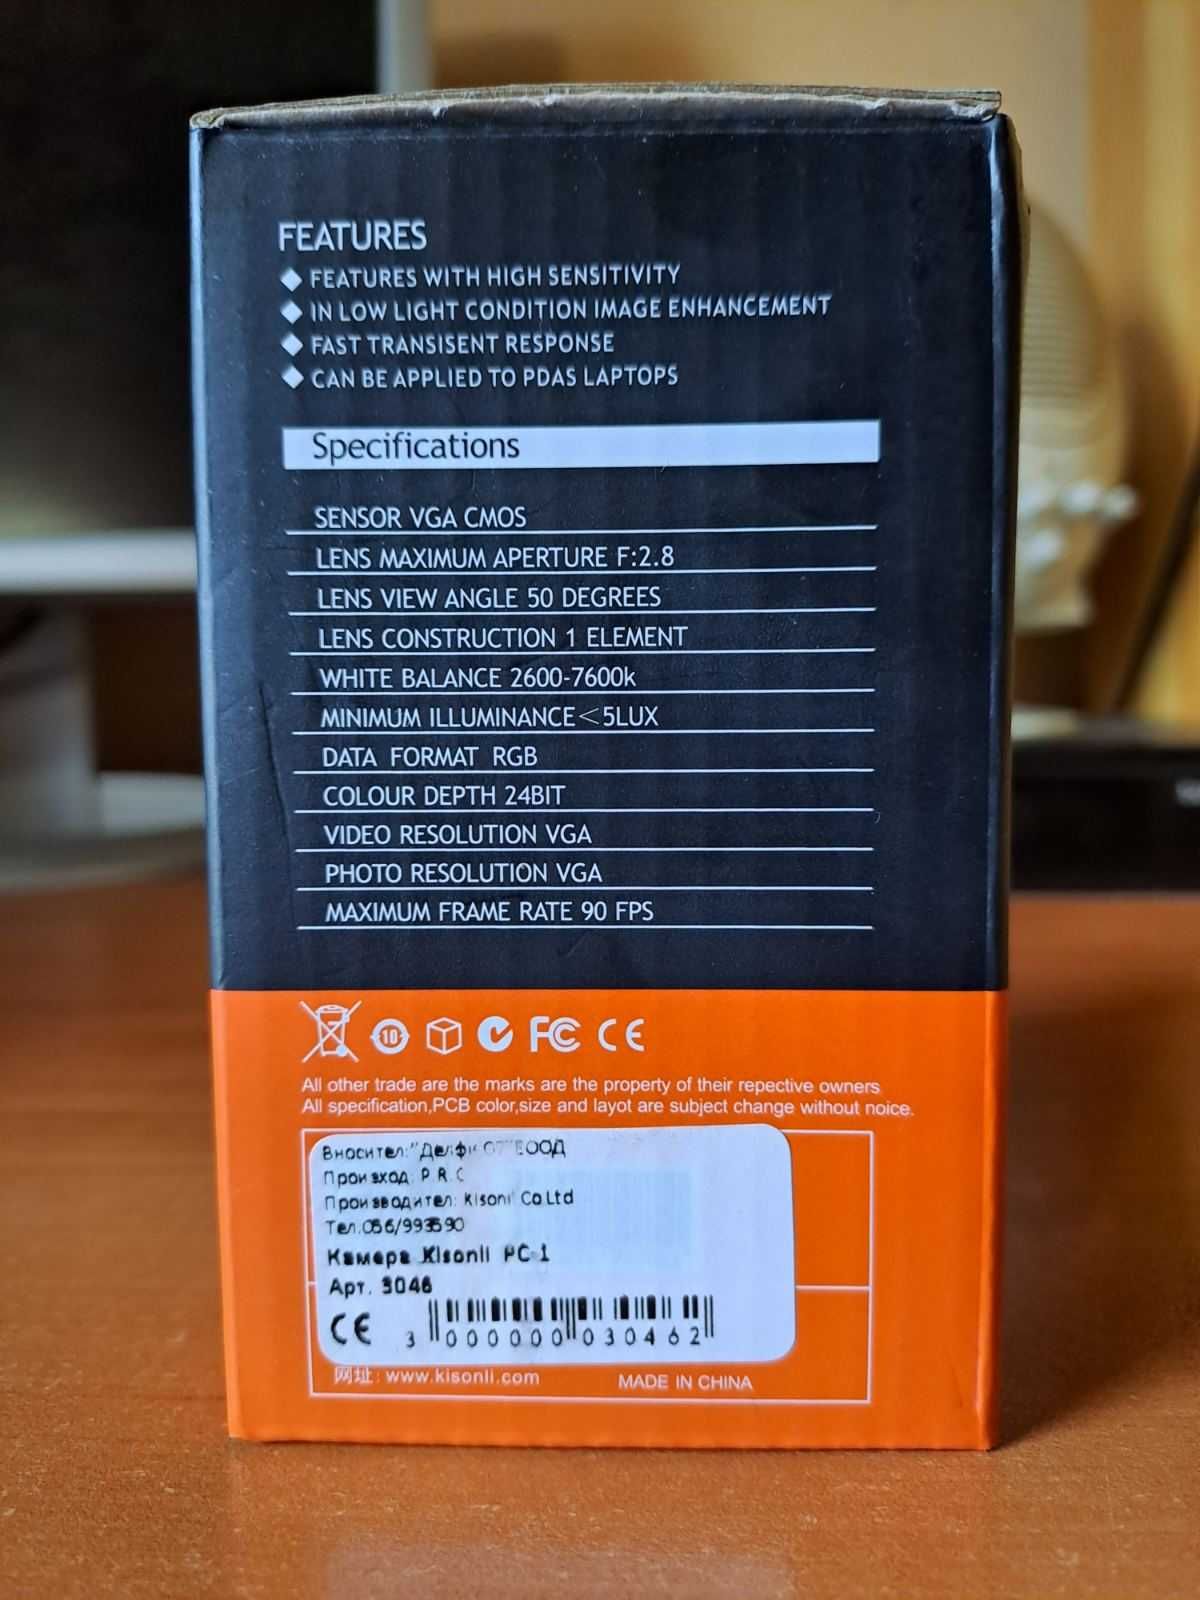 FEATURES
◆ FEATURES WITH HIGH SENSITIVITY
◆ IN LOW LIGHT CONDITION IMAGE ENHANCEMENT
◆ FAST TRANSISENT RESPONSE
◆ CAN BE APPLIED TO PDAS LAPTOPS
Specifications
SENSOR VGA CMOS
LENS MAXIMUM APERTURE F:2.8
LENS VIEW ANGLE 50 DEGREES
LENS CONSTRUCTION 1 ELEMENT
WHITE BALANCE 2600-7600k
MINIMUM ILLUMINANCE<5LUX
DATA FORMAT RGB
COLOUR DEPTH 24BIT
VIDEO RESOLUTION VGA
PHOTO RESOLUTION VGA
MAXIMUM FRAME RATE 90 FPS
10 FC CE
All other trade are the marks are the property of their repective owners
All specification,PCB color,size and layot are subject change without noice.
Вносител: ЕООД
Произход: P.R.C
Производител: Kisonli Co.Ltd
Тел.056/993590
Камера Kisonli PC-1
Арт. 3046
CE 3 000000 030462
网址: www.kisonli.com
MADE IN CHINA